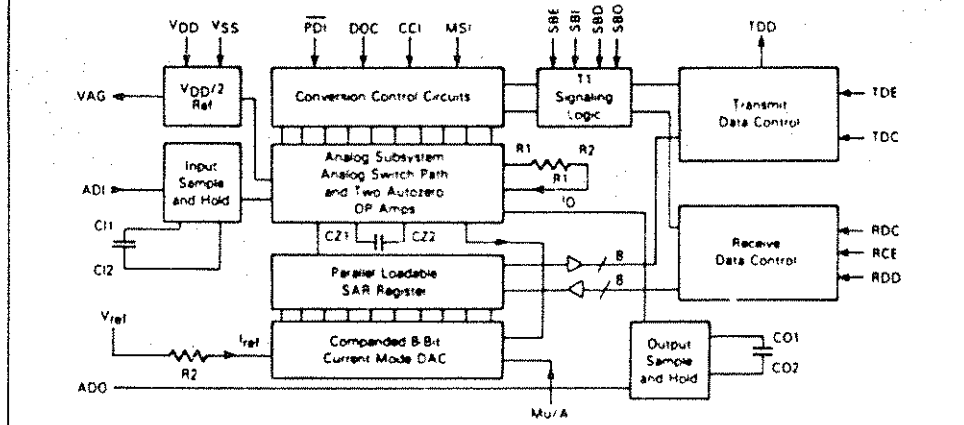 VDD VSS PDI DOC CCI MSI SBE SBI SBD SBO TDD
VAG
VDD/2
Ref
Conversion Control Circuits
T1
Signaling
Logic
Transmit
Data Control
TDE
TDC
ADI
Input
Sample
and Hold
Analog Subsystem
Analog Switch Path
and Two Autozero
OP Amps
R1 R2
R1
IO
CI1
CI2
CZ1 CZ2
Receive
Data Control
RDC
RCE
RDD
Parallel Loadable
SAR Register
8
8
Vref
Iref
R2
Companded 8-Bit
Current Mode DAC
Output
Sample
and Hold
CO1
CO2
ADO
Mu/A